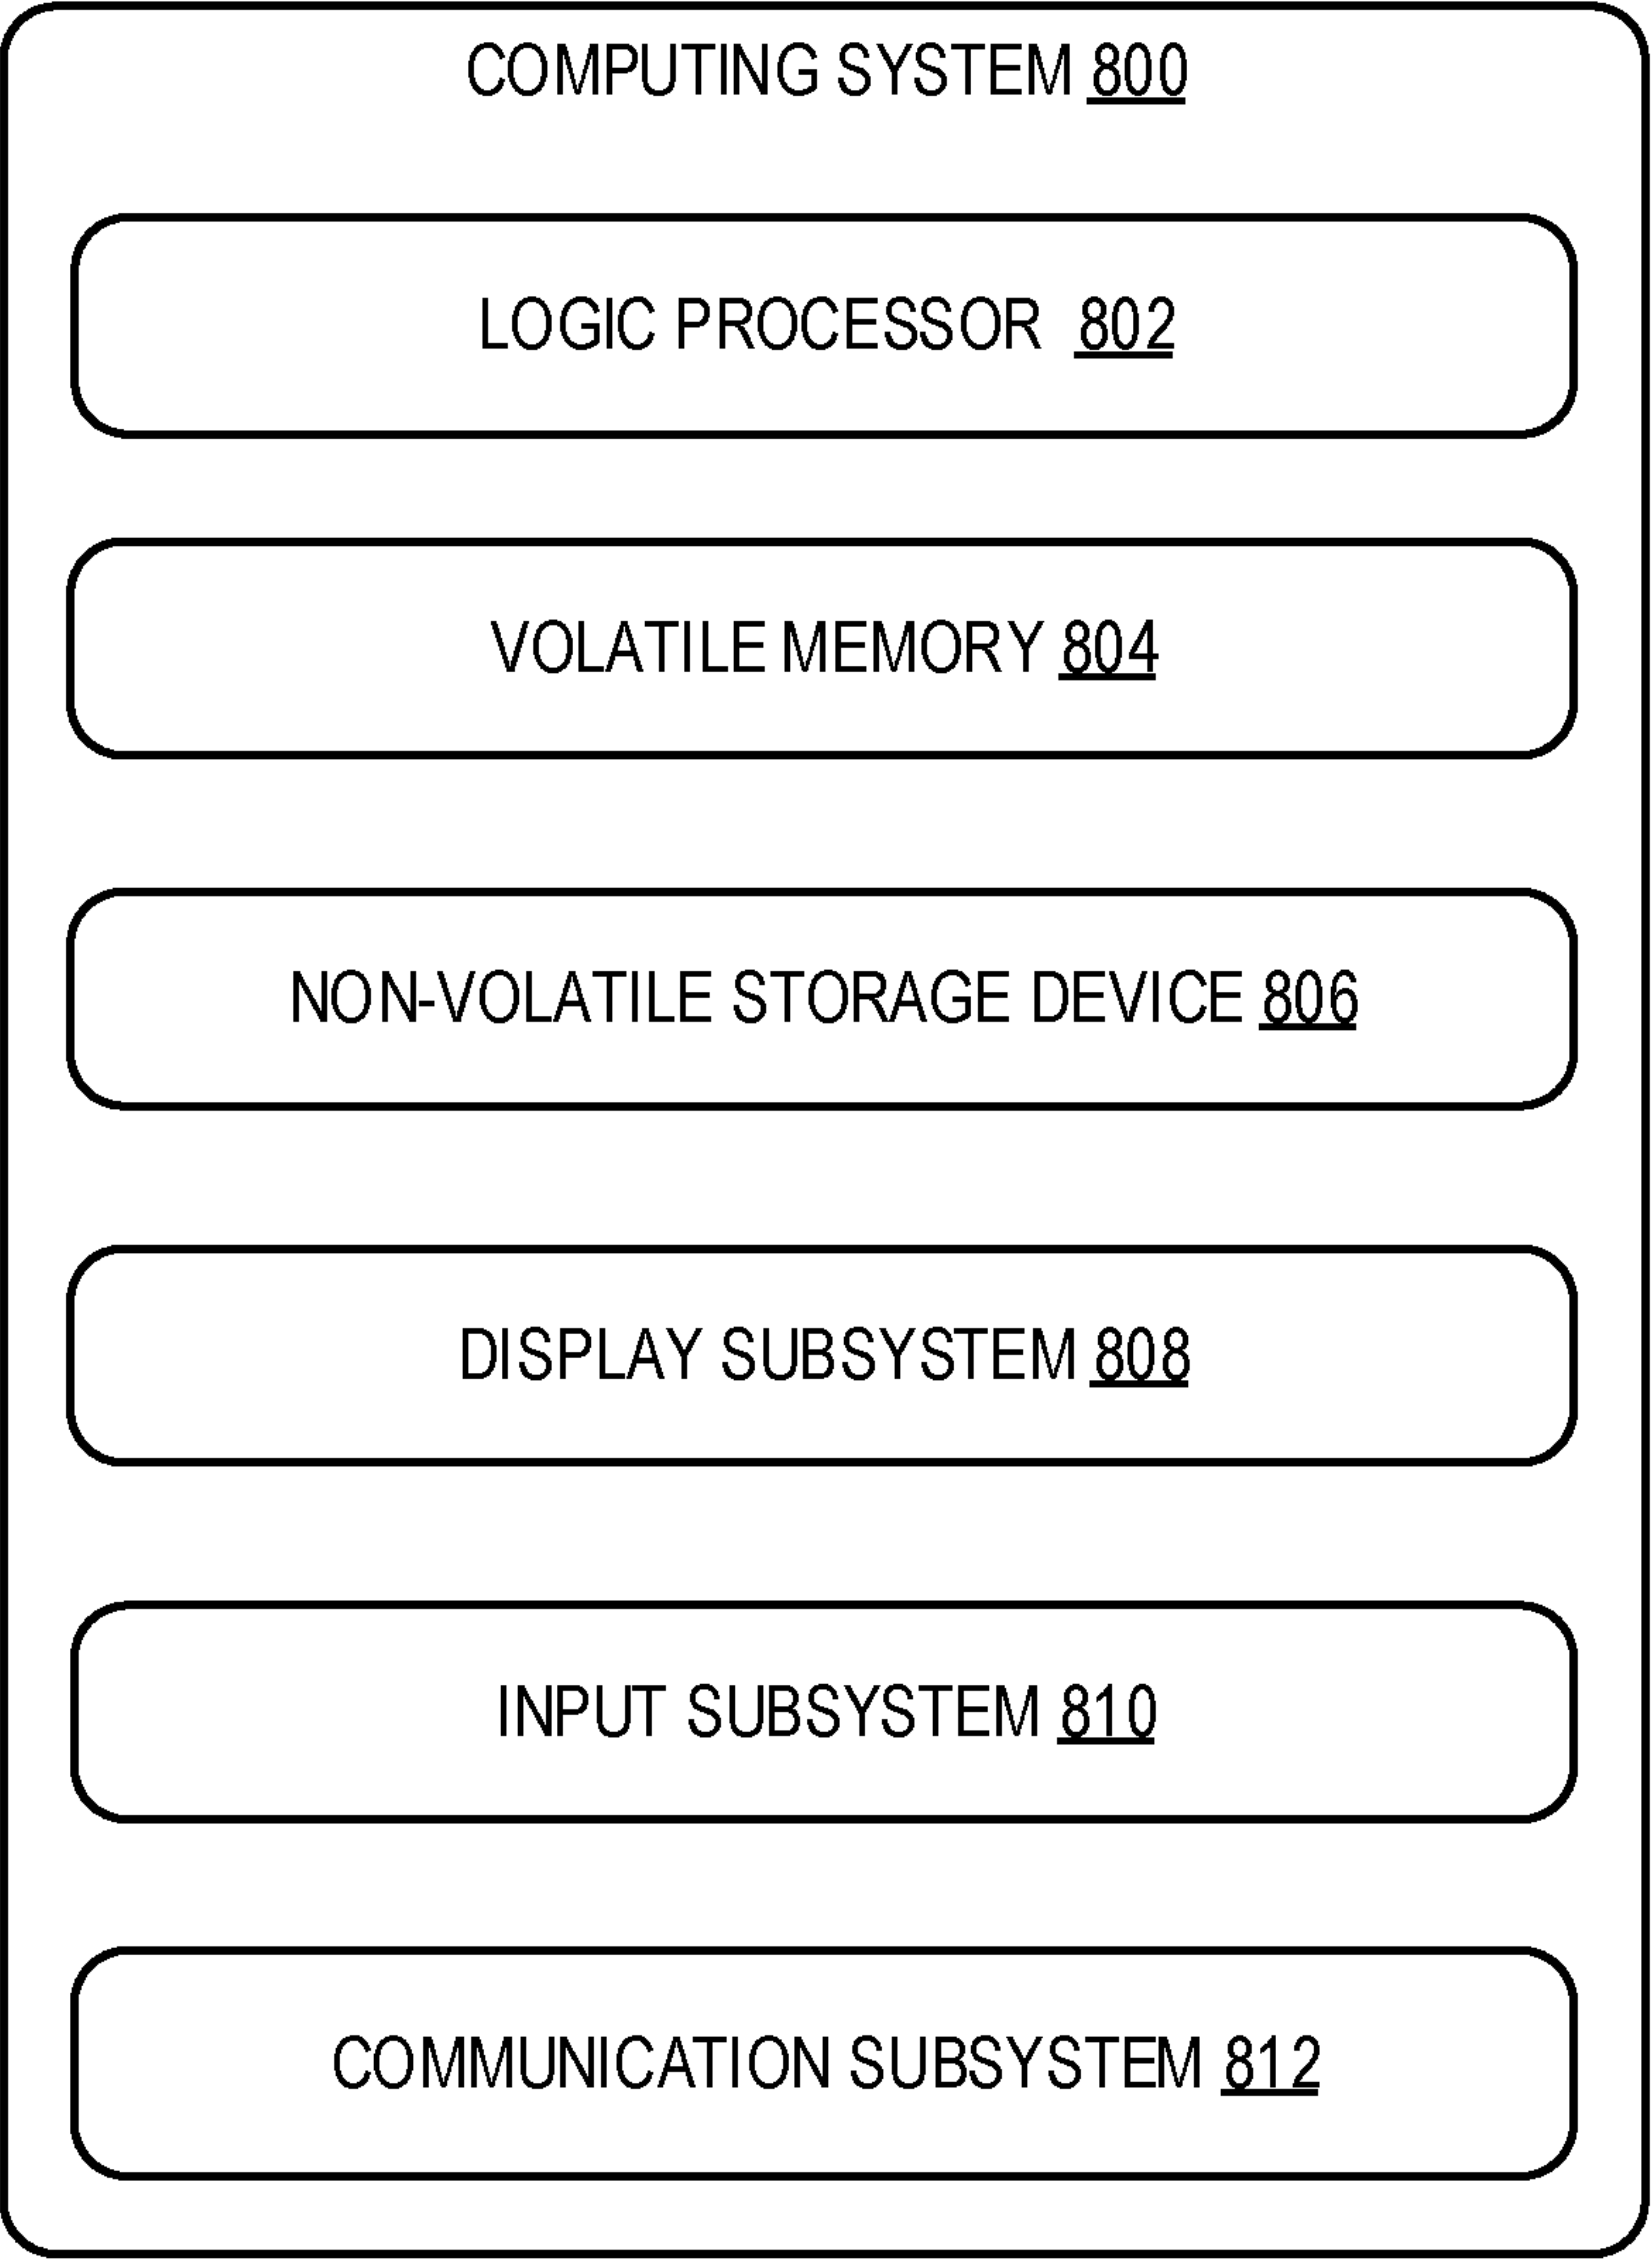 COMPUTING SYSTEM 800
LOGIC PROCESSOR 802
VOLATILE MEMORY 804
NON-VOLATILE STORAGE DEVICE 806
DISPLAY SUBSYSTEM 808
INPUT SUBSYSTEM 810
COMMUNICATION SUBSYSTEM 812